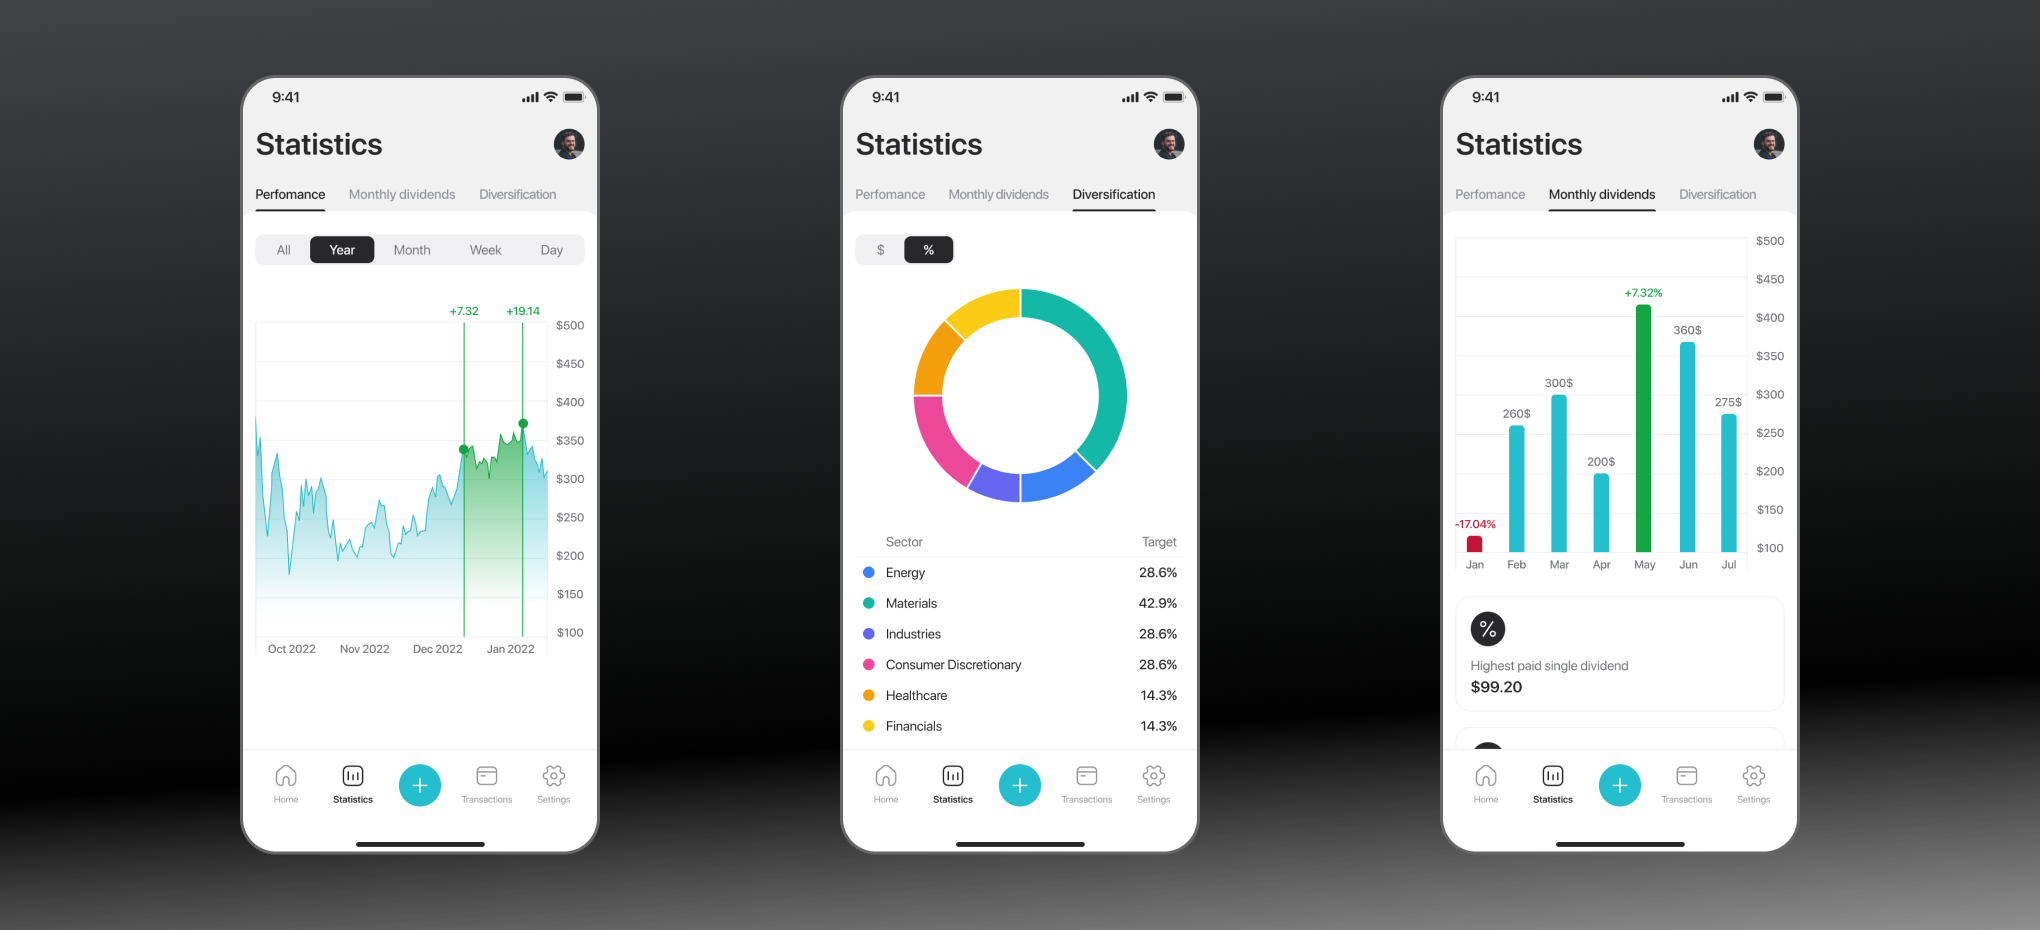 9:41
Statistics
Perfomance Monthly dividends Diversification
All Year Month Week Day
+7.32 +19.14
$500
$450
$400
$350
$300
$250
$200
$150
$100
Oct 2022 Nov 2022 Dec 2022 Jan 2022
Home Statistics Transactions Settings
9:41
Statistics
Perfomance Monthly dividends Diversification
$ %
Sector Target
Energy 28.6%
Materials 42.9%
Industries 28.6%
Consumer Discretionary 28.6%
Healthcare 14.3%
Financials 14.3%
Home Statistics Transactions Settings
9:41
Statistics
Perfomance Monthly dividends Diversification
$500
$450
+7.32%
$400
360$
$350
300$
$300
275$
260$
$250
200$
$200
$150
-17.04%
$100
Jan Feb Mar Apr May Jun Jul
%
Highest paid single dividend
$99.20
Home Statistics Transactions Settings